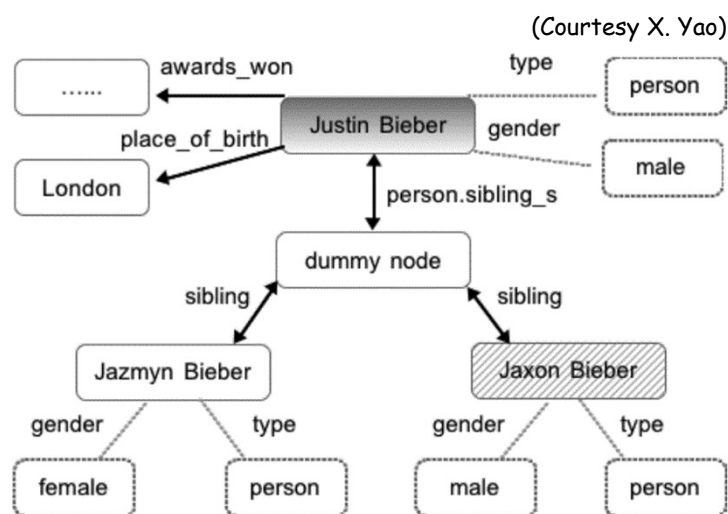 (Courtesy X. Yao)
awards_won
type
......
person
Justin Bieber
gender
place_of_birth
male
London
person.sibling_s
dummy node
sibling
sibling
Jazmyn Bieber
Jaxon Bieber
gender
type
gender
type
female
person
male
person